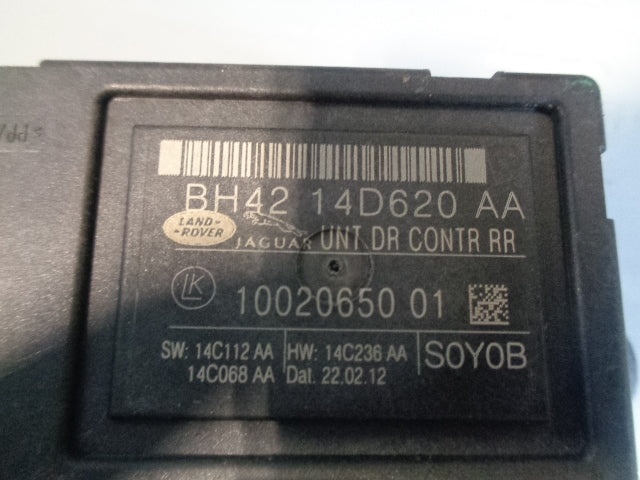 BH42 14D620 AA
LAND-
-ROVER
JAGUAR UNT DR CONTR RR
LK 10020650 01
SW: 14C112 AA HW: 14C236 AA SOYOB
14C068 AA Dat. 22.02.12